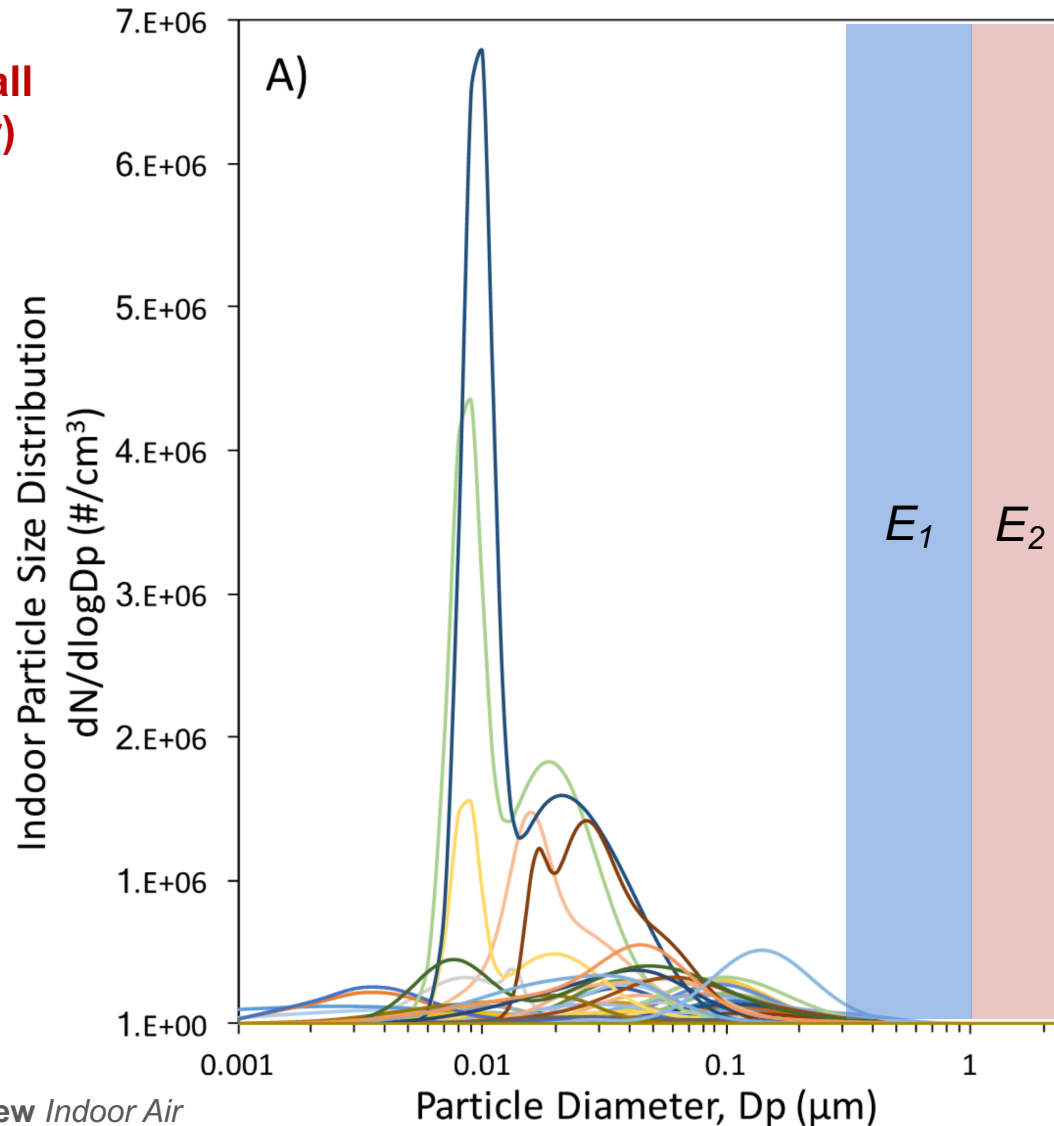 all
)
A)
7.E+06
6.E+06
5.E+06
4.E+06
3.E+06
2.E+06
1.E+06
1.E+00
Indoor Particle Size Distribution
dN/dlogDp (#/cm³)
E₁
E₂
0.001
0.01
0.1
1
Particle Diameter, Dp (µm)
ew Indoor Air